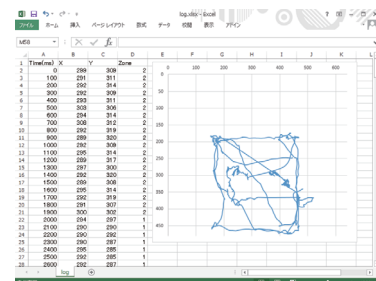 log.xlsx - Excel
ファイル ホーム 挿入 ページレイアウト 数式 データ 校閲 表示 アドイン
M58
A B C D E F G H I J K L
1 Time(ms) X Y Zone
2 0 299 309 2
3 100 291 311 2
4 200 292 314 2
5 300 292 309 2
6 400 293 311 2
7 500 303 306 2
8 600 294 314 2
9 700 308 312 2
10 800 292 319 2
11 900 289 320 2
12 1000 292 309 2
13 1100 295 314 2
14 1200 289 317 2
15 1300 297 300 2
16 1400 292 320 2
17 1500 289 308 2
18 1600 295 314 2
19 1700 292 319 2
20 1800 291 307 2
21 1900 300 302 2
22 2000 294 297 1
23 2100 290 290 1
24 2200 292 290 1
25 2300 290 287 1
26 2400 295 285 1
27 2500 292 285 1
28 2600 292 287 1
0 100 200 300 400 500 600
0
50
100
150
200
250
300
350
400
450
log